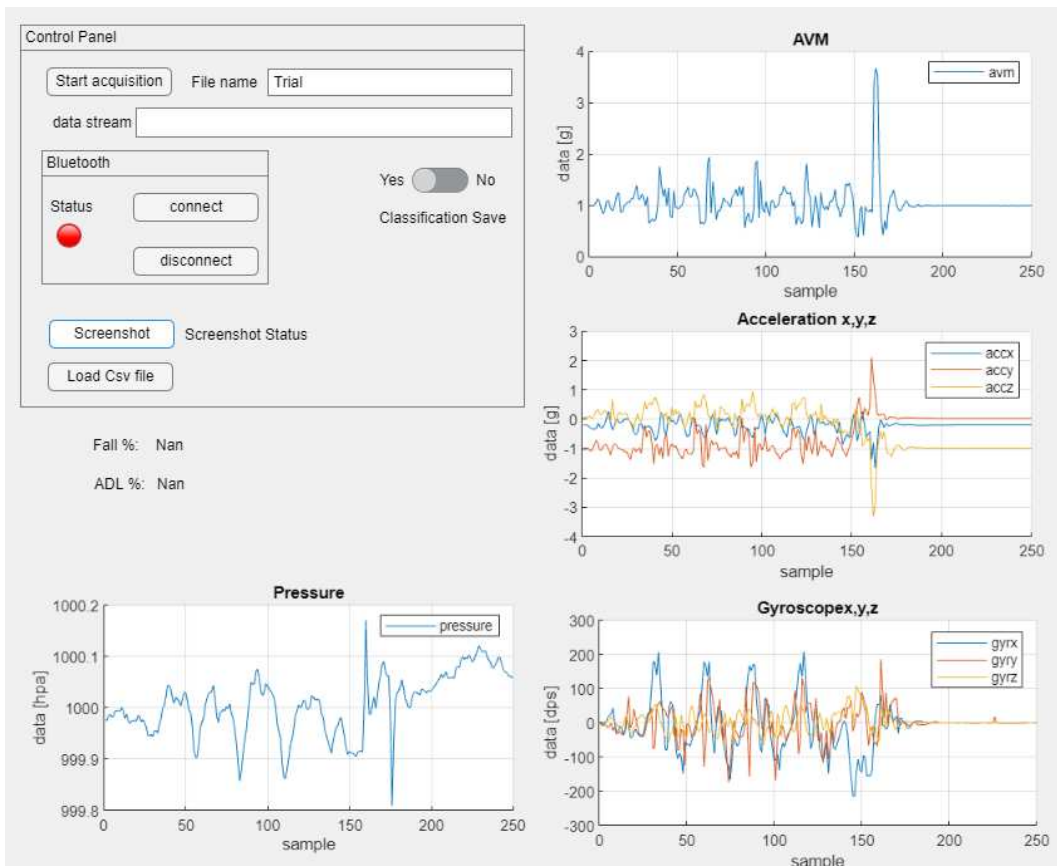 Control Panel
Start acquisition
File name
Trial
data stream
Bluetooth
Status
connect
disconnect
Yes
No
Classification Save
Screenshot
Screenshot Status
Load Csv file
Fall %: Nan
ADL %: Nan
AVM
avm
data [g]
4
3
2
1
0
0 50 100 150 200 250
sample
Acceleration x,y,z
accx
accy
accz
data [g]
3
2
1
0
-1
-2
-3
-4
0 50 100 150 200 250
sample
Pressure
pressure
data [hpa]
1000.2
1000.1
1000
999.9
999.8
0 50 100 150 200 250
sample
Gyroscopex,y,z
gyrx
gyry
gyrz
data [dps]
300
200
100
0
-100
-200
-300
0 50 100 150 200 250
sample